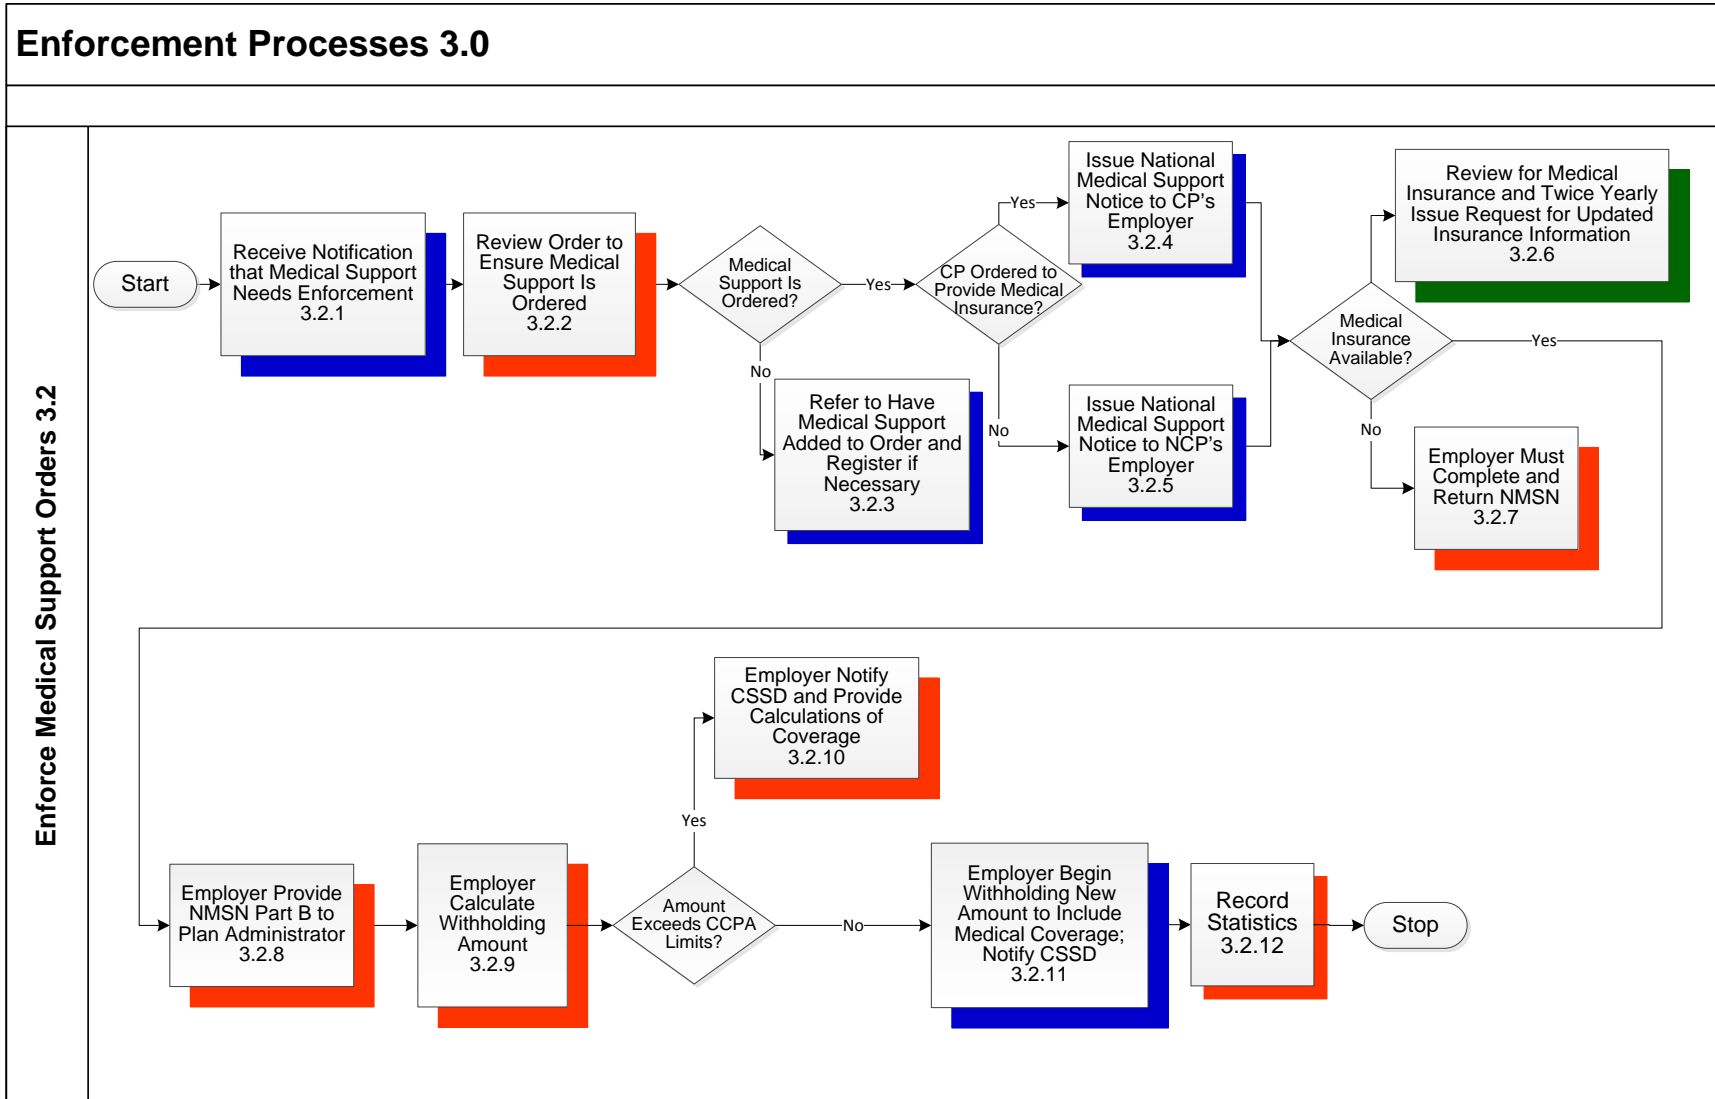 Enforcement Processes 3.0
Enforce Medical Support Orders 3.2
Start
Receive Notification
that Medical Support
Needs Enforcement
3.2.1
Review Order to
Ensure Medical
Support Is
Ordered
3.2.2
Medical
Support Is
Ordered?
Yes
No
Refer to Have
Medical Support
Added to Order and
Register if
Necessary
3.2.3
CP Ordered to
Provide Medical
Insurance?
Yes
No
Issue National
Medical Support
Notice to CP's
Employer
3.2.4
Issue National
Medical Support
Notice to NCP's
Employer
3.2.5
Medical
Insurance
Available?
Review for Medical
Insurance and Twice Yearly
Issue Request for Updated
Insurance Information
3.2.6
Yes
No
Employer Must
Complete and
Return NMSN
3.2.7
Employer Provide
NMSN Part B to
Plan Administrator
3.2.8
Employer
Calculate
Withholding
Amount
3.2.9
Amount
Exceeds CCPA
Limits?
Yes
Employer Notify
CSSD and Provide
Calculations of
Coverage
3.2.10
No
Employer Begin
Withholding New
Amount to Include
Medical Coverage;
Notify CSSD
3.2.11
Record
Statistics
3.2.12
Stop